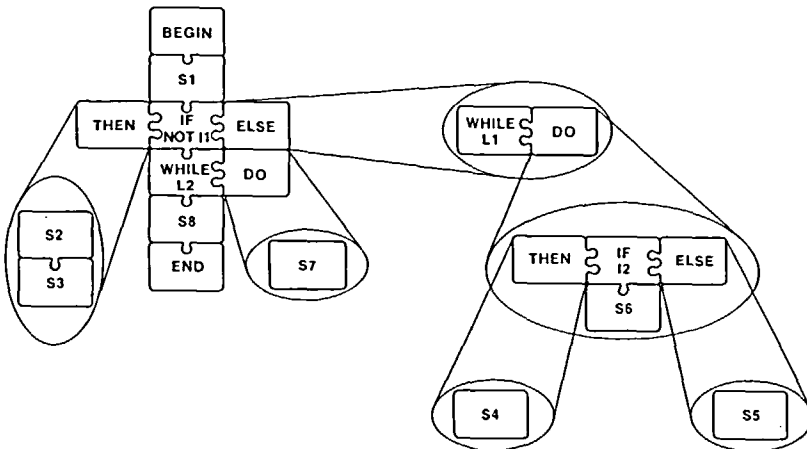 BEGIN
S1
THEN
IF
NOT I1
ELSE
WHILE
L1
DO
WHILE
L2
DO
S2
S3
S8
END
S7
THEN
IF
I2
ELSE
S6
S4
S5